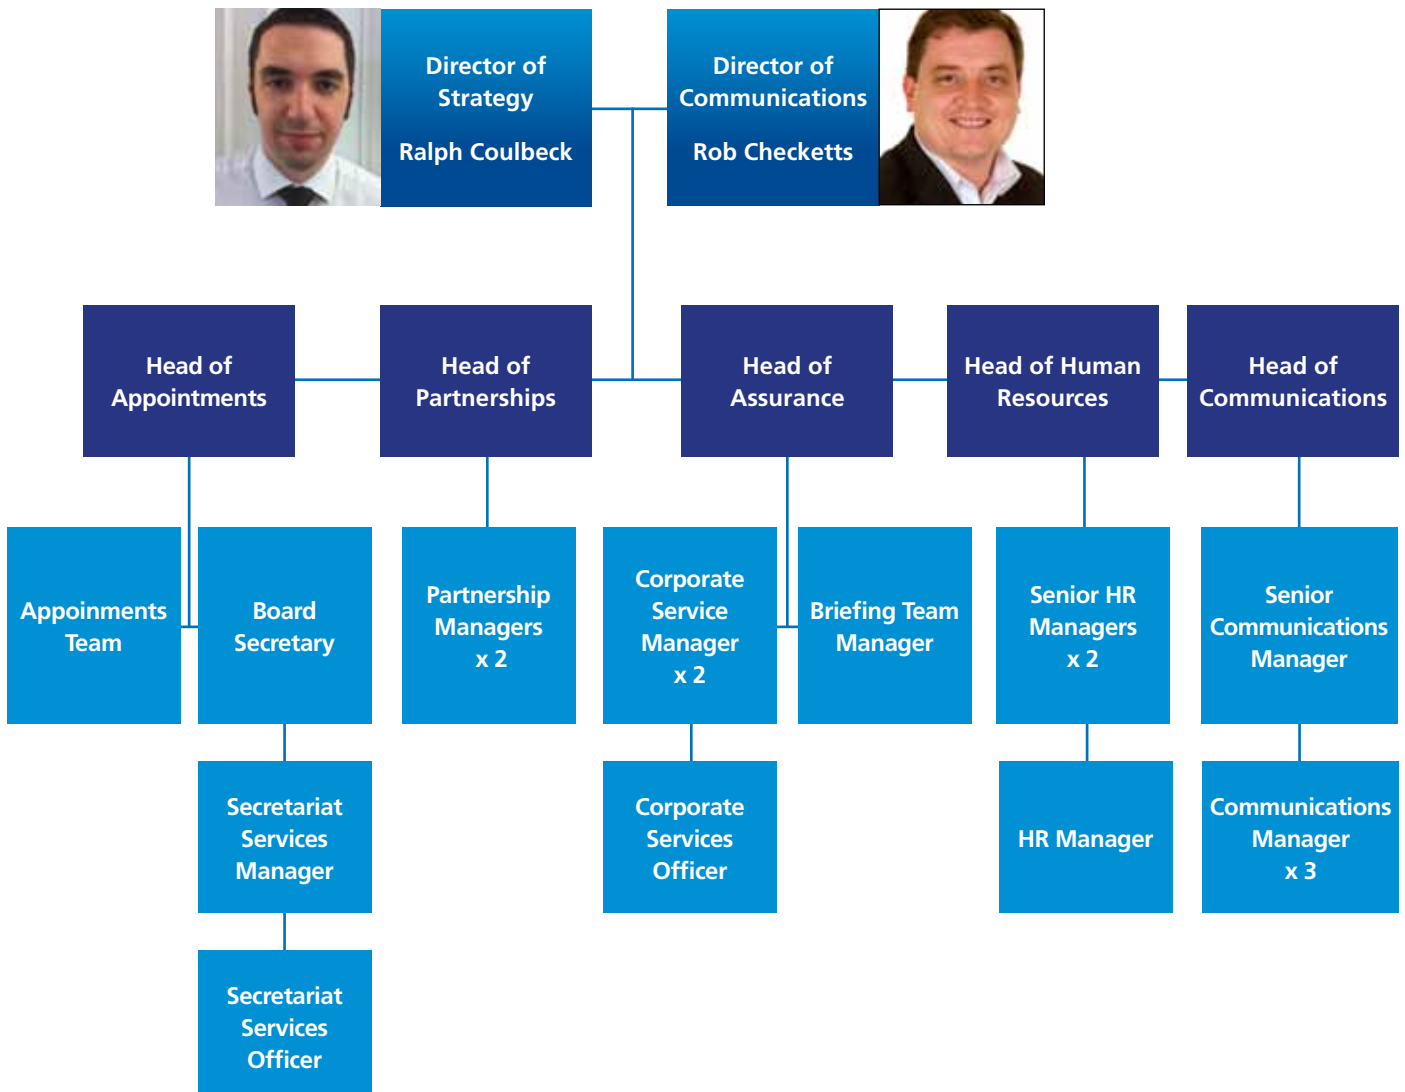 Director of
Strategy
Ralph Coulbeck
Director of
Communications
Rob Checketts
Head of
Appointments
Head of
Partnerships
Head of
Assurance
Head of Human
Resources
Head of
Communications
Appoinments
Team
Board
Secretary
Partnership
Managers
x 2
Corporate
Service
Manager
x 2
Briefing Team
Manager
Senior HR
Managers
x 2
Senior
Communications
Manager
Secretariat
Services
Manager
Corporate
Services
Officer
HR Manager
Communications
Manager
x 3
Secretariat
Services
Officer